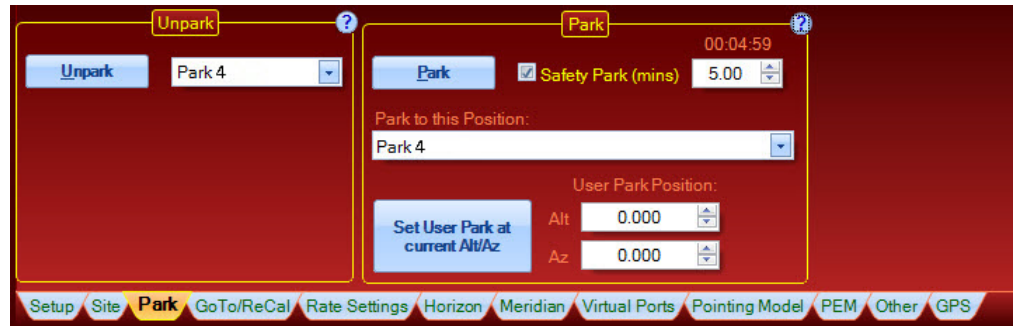 Unpark
?
Unpark
Park 4
Park
?
00:04:59
Park
Safety Park (mins)
5.00
Park to this Position:
Park 4
User Park Position:
Set User Park at
current Alt/Az
Alt
0.000
Az
0.000
Setup Site Park GoTo/ReCal Rate Settings Horizon Meridian Virtual Ports Pointing Model PEM Other GPS